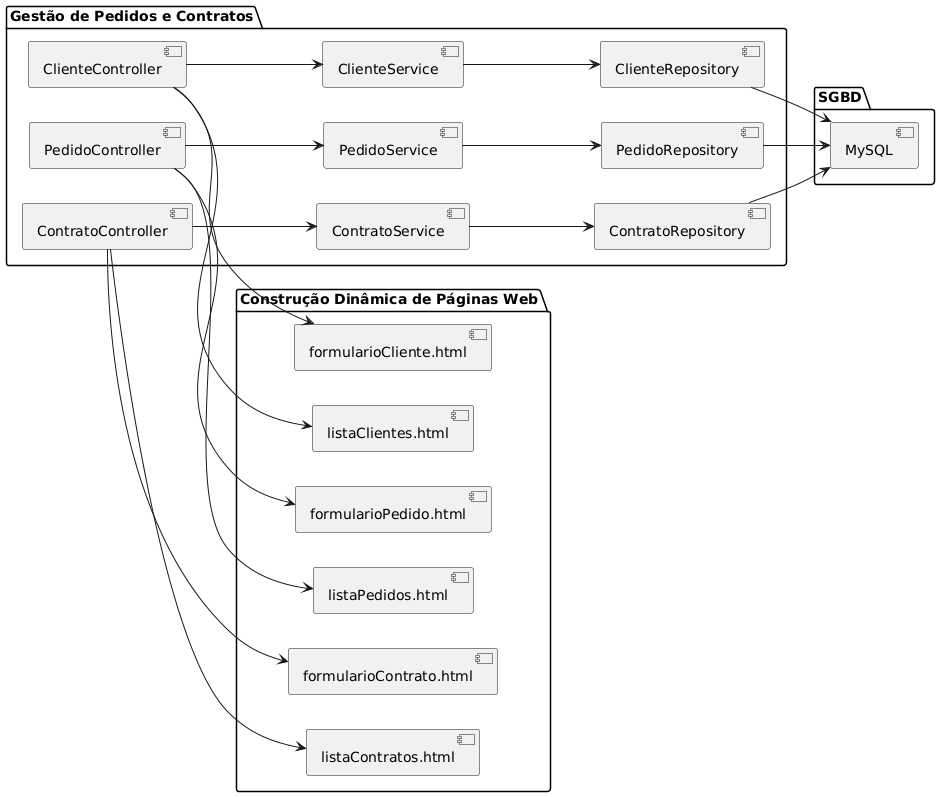 Gestão de Pedidos e Contratos
ClienteController
ClienteService
ClienteRepository
SGBD
PedidoController
PedidoService
PedidoRepository
MySQL
ContratoController
ContratoService
ContratoRepository
Construção Dinâmica de Páginas Web
formularioCliente.html
listaClientes.html
formularioPedido.html
listaPedidos.html
formularioContrato.html
listaContratos.html